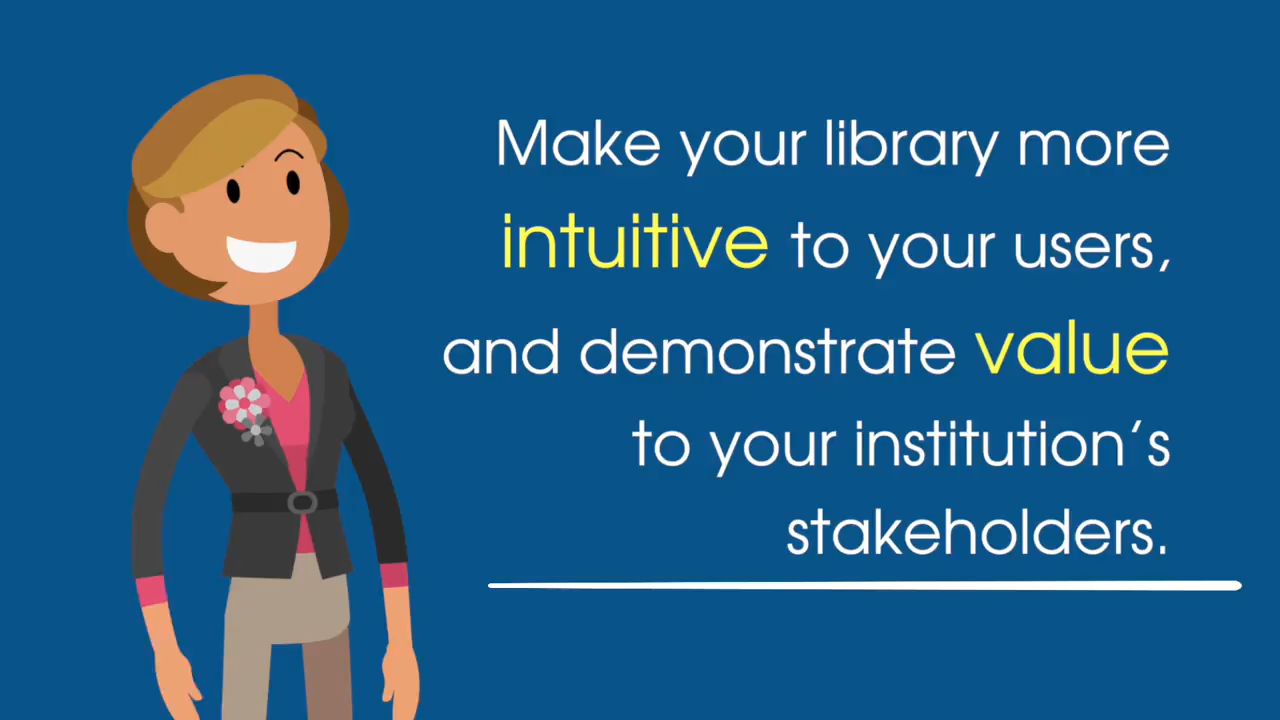 Make your library more
intuitive to your users,
and demonstrate value
to your institution's
stakeholders.